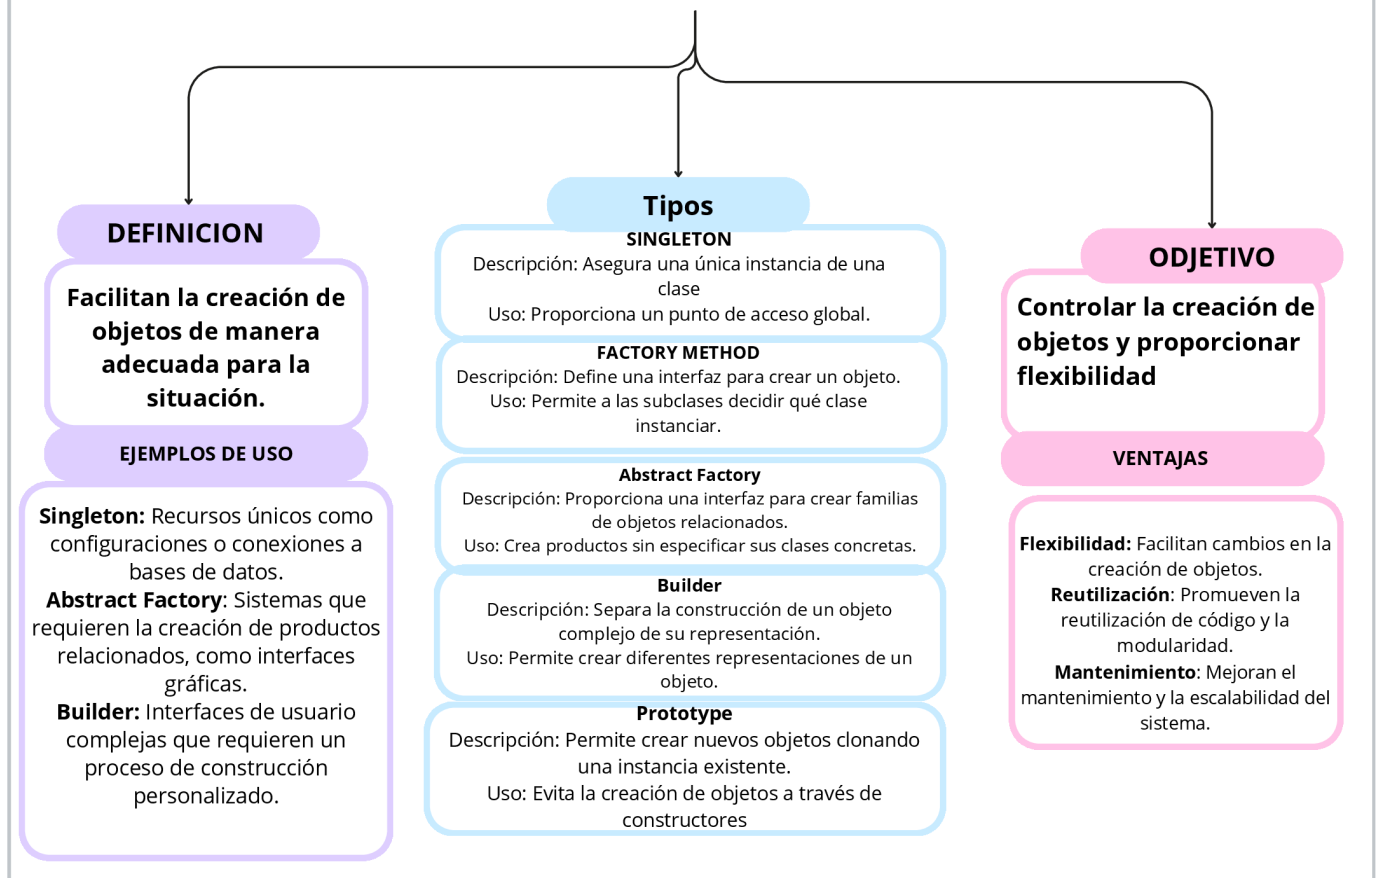 DEFINICION
Facilitan la creación de
objetos de manera
adecuada para la
situación.
EJEMPLOS DE USO
Singleton: Recursos únicos como
configuraciones o conexiones a
bases de datos.
Abstract Factory: Sistemas que
requieren la creación de productos
relacionados, como interfaces
gráficas.
Builder: Interfaces de usuario
complejas que requieren un
proceso de construcción
personalizado.
Tipos
SINGLETON
Descripción: Asegura una única instancia de una
clase
Uso: Proporciona un punto de acceso global.
FACTORY METHOD
Descripción: Define una interfaz para crear un objeto.
Uso: Permite a las subclases decidir qué clase
instanciar.
Abstract Factory
Descripción: Proporciona una interfaz para crear familias
de objetos relacionados.
Uso: Crea productos sin especificar sus clases concretas.
Builder
Descripción: Separa la construcción de un objeto
complejo de su representación.
Uso: Permite crear diferentes representaciones de un
objeto.
Prototype
Descripción: Permite crear nuevos objetos clonando
una instancia existente.
Uso: Evita la creación de objetos a través de
constructores
ODJETIVO
Controlar la creación de
objetos y proporcionar
flexibilidad
VENTAJAS
Flexibilidad: Facilitan cambios en la
creación de objetos.
Reutilización: Promueven la
reutilización de código y la
modularidad.
Mantenimiento: Mejoran el
mantenimiento y la escalabilidad del
sistema.